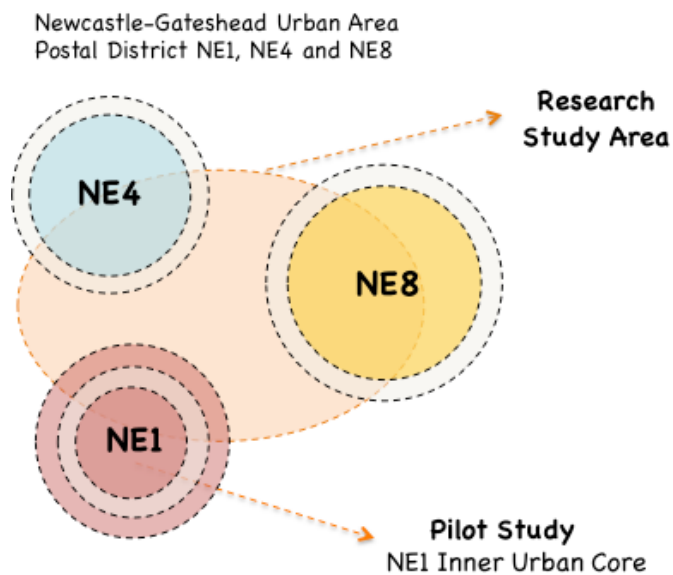 Newcastle-Gateshead Urban Area
Postal District NE1, NE4 and NE8
Research
Study Area
NE4
NE8
NE1
Pilot Study
NE1 Inner Urban Core